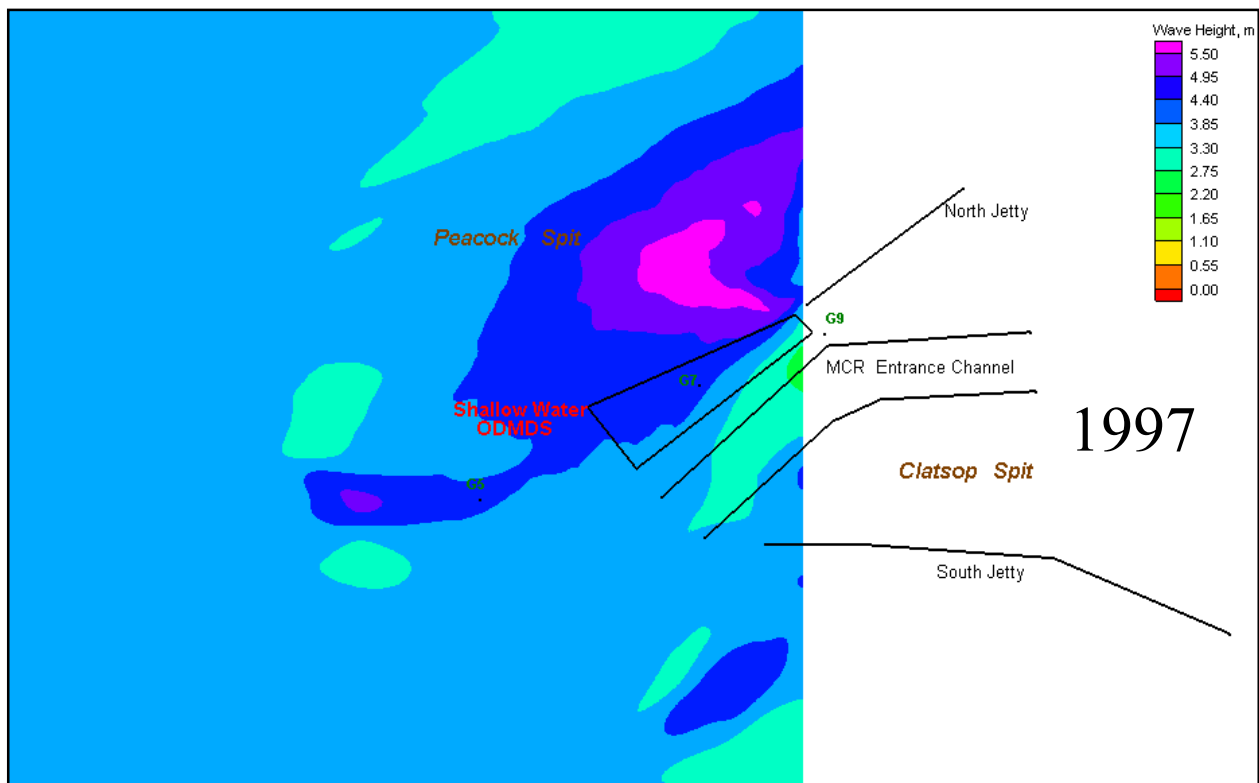 Wave Height, m
5.50
4.95
4.40
3.85
3.30
2.75
2.20
1.65
1.10
0.55
0.00
North Jetty
Peacock Spit
G9
MCR Entrance Channel
G7
Shallow Water
ODMDS
1997
Clatsop Spit
G5
South Jetty